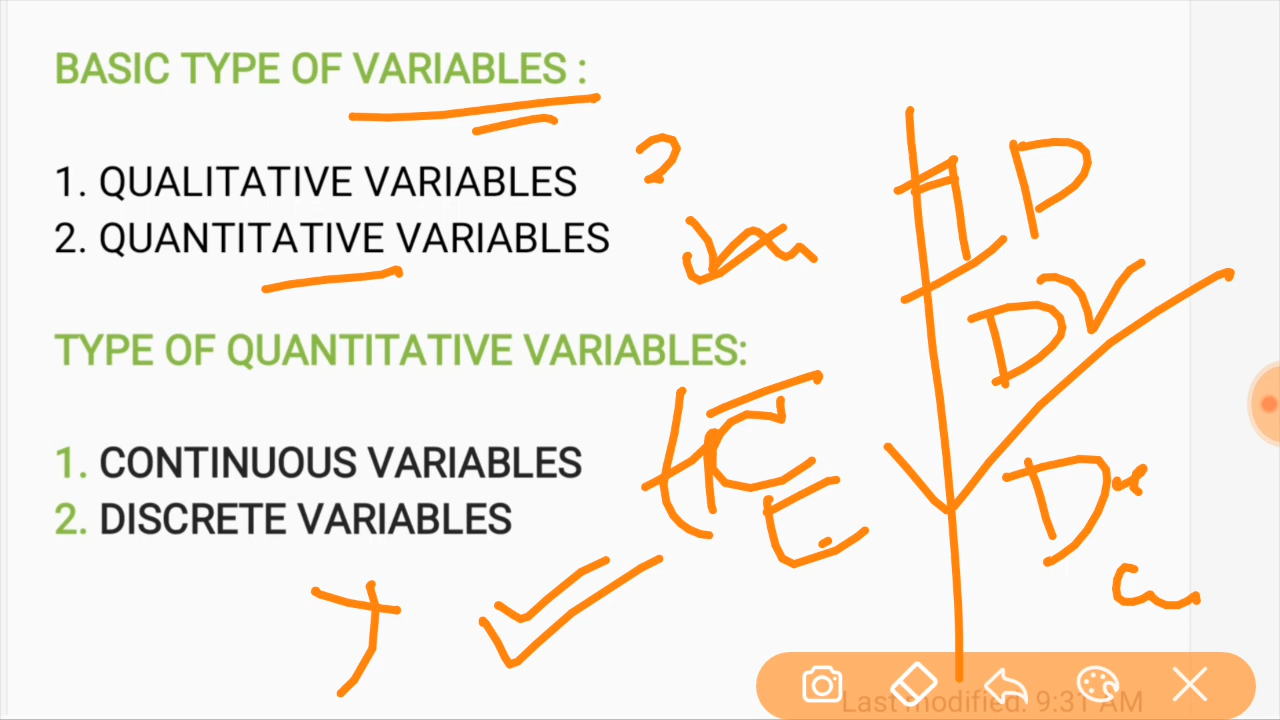 BASIC TYPE OF VARIABLES :
1. QUALITATIVE VARIABLES
2. QUANTITATIVE VARIABLES
TYPE OF QUANTITATIVE VARIABLES:
1. CONTINUOUS VARIABLES
2. DISCRETE VARIABLES
D
D
D
Last modified: 9:31 AM